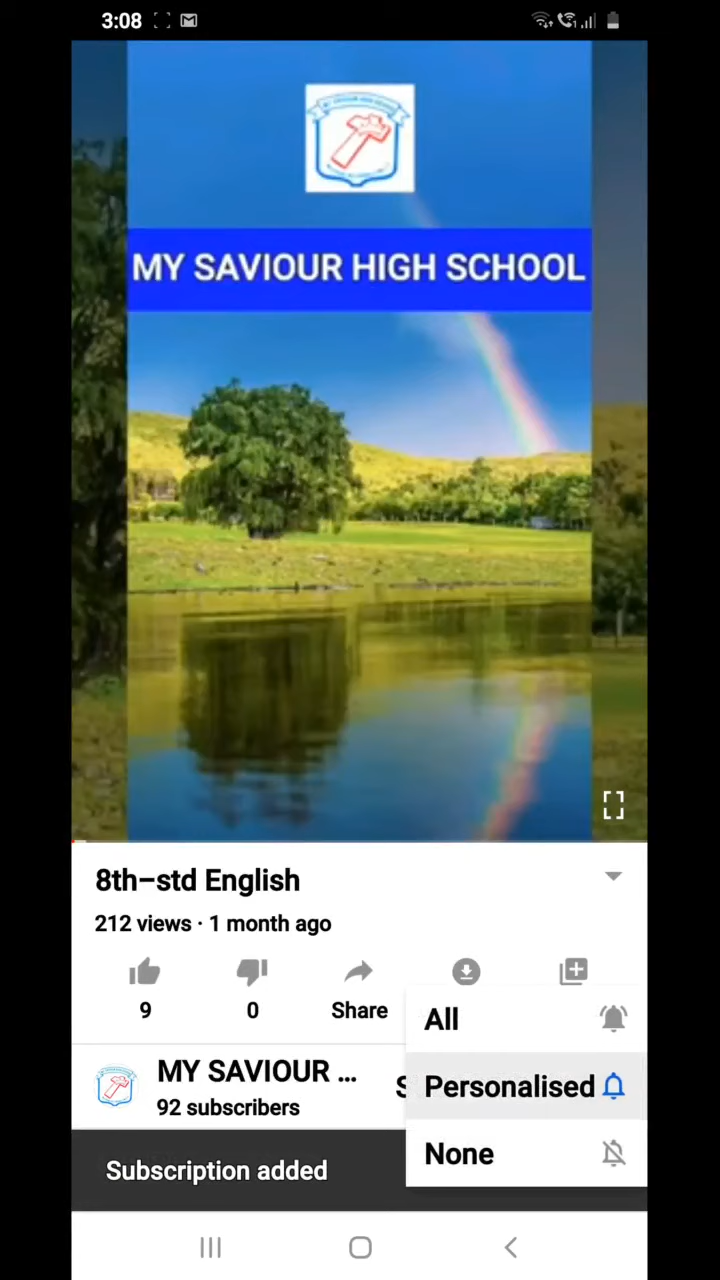 3:08
MY SAVIOUR HIGH SCHOOL
8th-std English
212 views · 1 month ago
9
0
Share
All
MY SAVIOUR ...
92 subscribers
S
Personalised
None
Subscription added